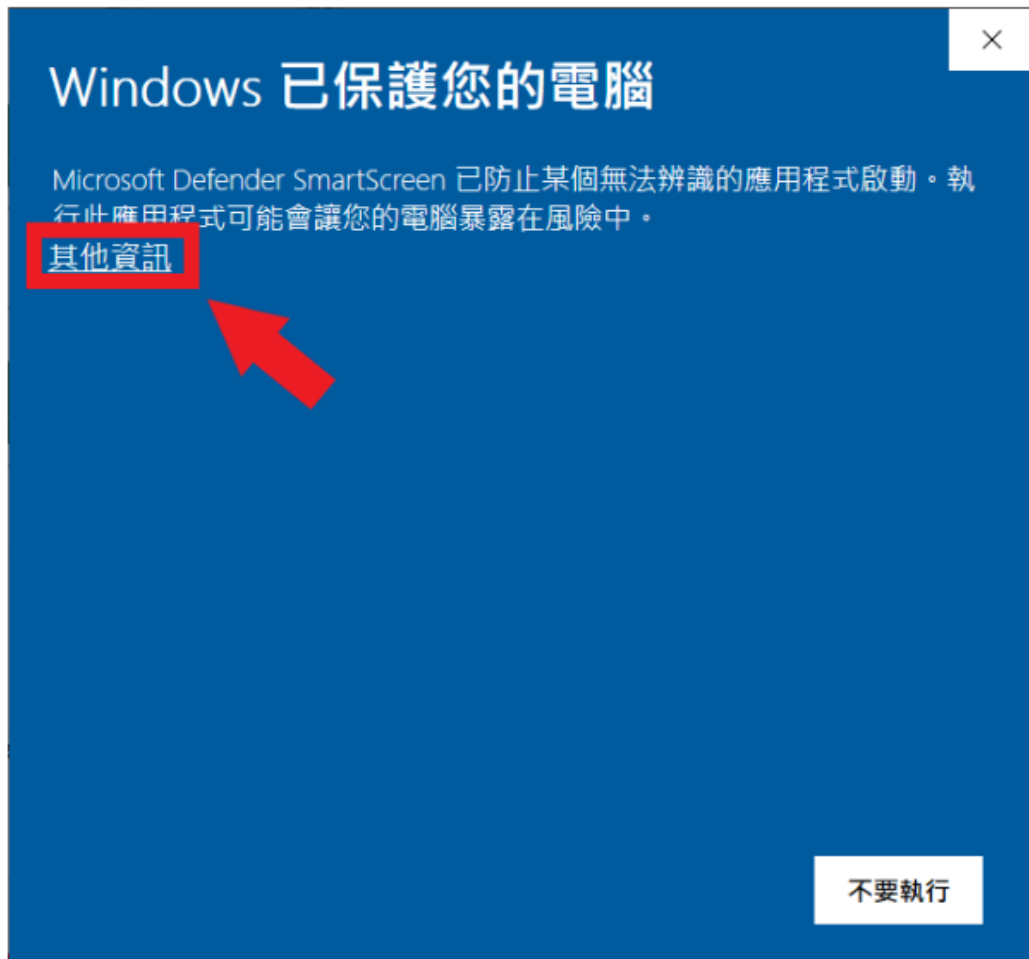 Windows 已保護您的電腦
Microsoft Defender SmartScreen 已防止某個無法辨識的應用程式啟動。執
行此應用程式可能會讓您的電腦暴露在風險中。
其他資訊
不要執行